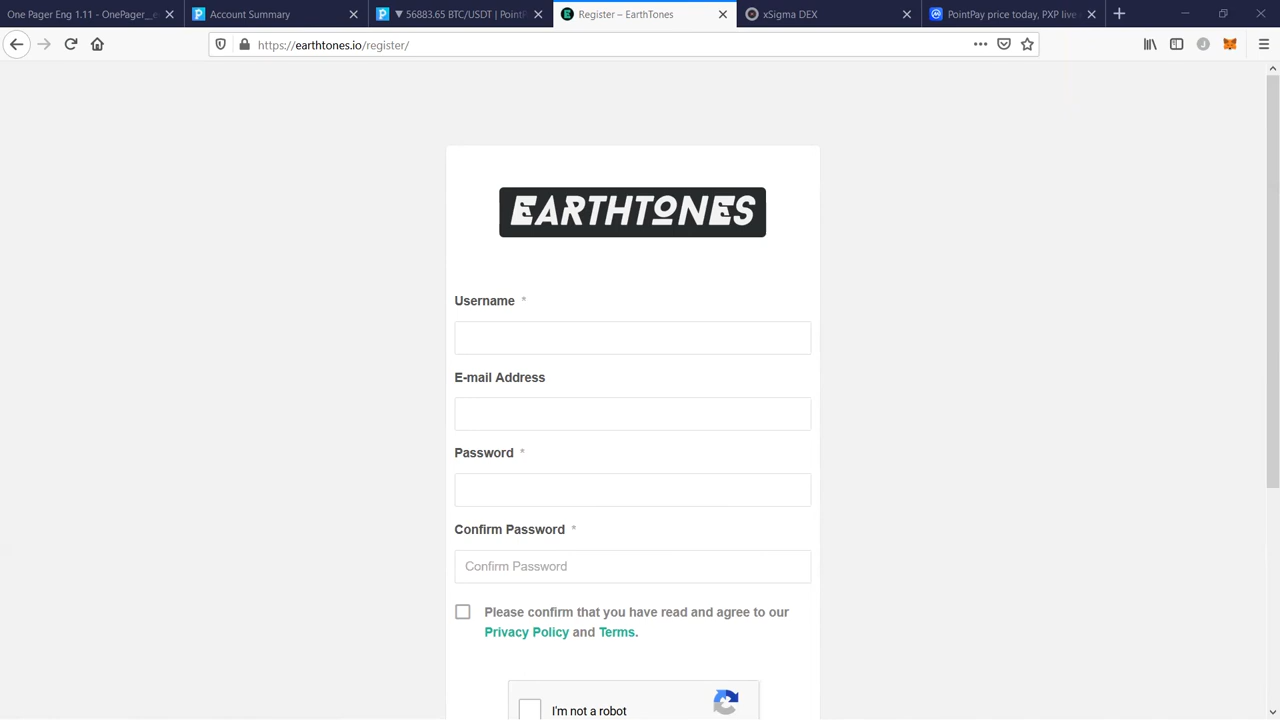 One Pager Eng 1.11 - OnePager_e
Account Summary
▼ 56883.65 BTC/USDT | PointP
Register – EarthTones
xSigma DEX
PointPay price today, PXP live
https://earthtones.io/register/
EARTHTONES
Username *
E-mail Address
Password *
Confirm Password *
Confirm Password
Please confirm that you have read and agree to our
Privacy Policy and Terms.
I'm not a robot